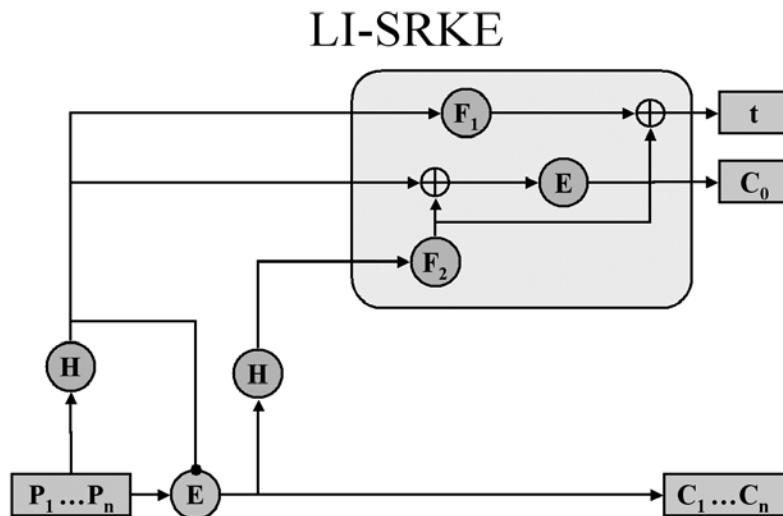 LI-SRKE
F₁
t
E
C₀
F₂
H
H
P₁ ...Pₙ
E
C₁ ...Cₙ